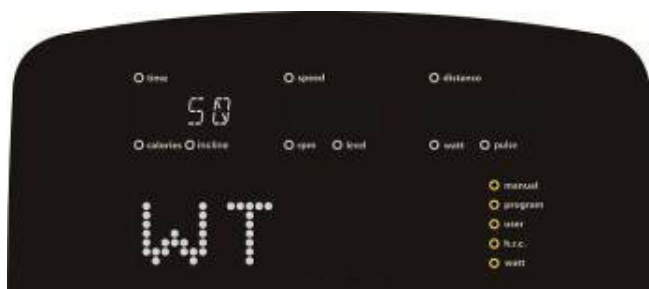 time speed distance
50
calories incline rpm level watt pulse
manual
program
user
h.r.c.
watt
WT